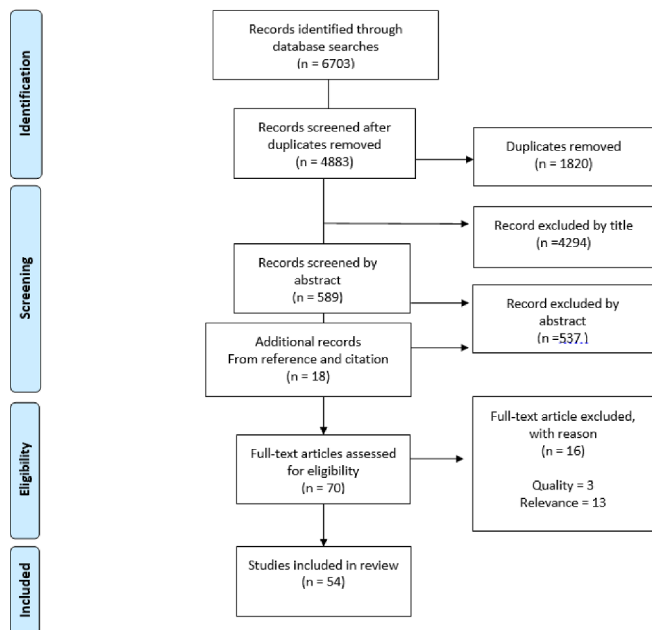 Identification
Records identified through
database searches
(n = 6703)
Records screened after
duplicates removed
(n = 4883)
Duplicates removed
(n = 1820)
Screening
Record excluded by title
(n =4294)
Records screened by
abstract
(n = 589)
Record excluded by
abstract
(n =537 )
Additional records
From reference and citation
(n = 18)
Eligibility
Full-text articles assessed
for eligibility
(n = 70)
Full-text article excluded,
with reason
(n = 16)
Quality = 3
Relevance = 13
Included
Studies included in review
(n = 54)